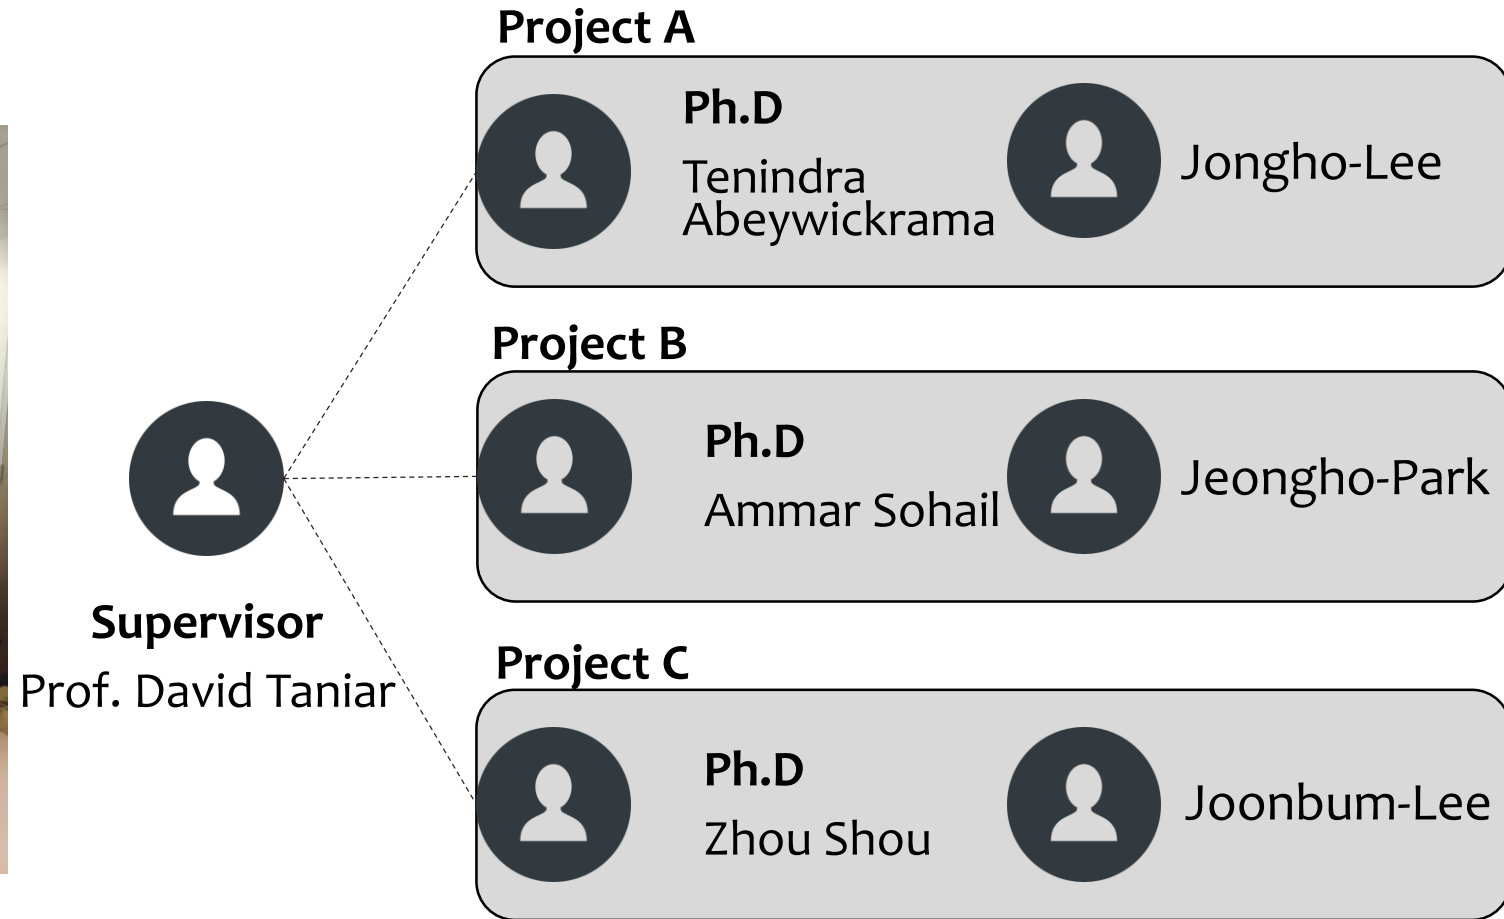 Project A
Ph.D
Tenindra
Abeywickrama
Jongho-Lee
Project B
Ph.D
Ammar Sohail
Jeongho-Park
Supervisor
Prof. David Taniar
Project C
Ph.D
Zhou Shou
Joonbum-Lee